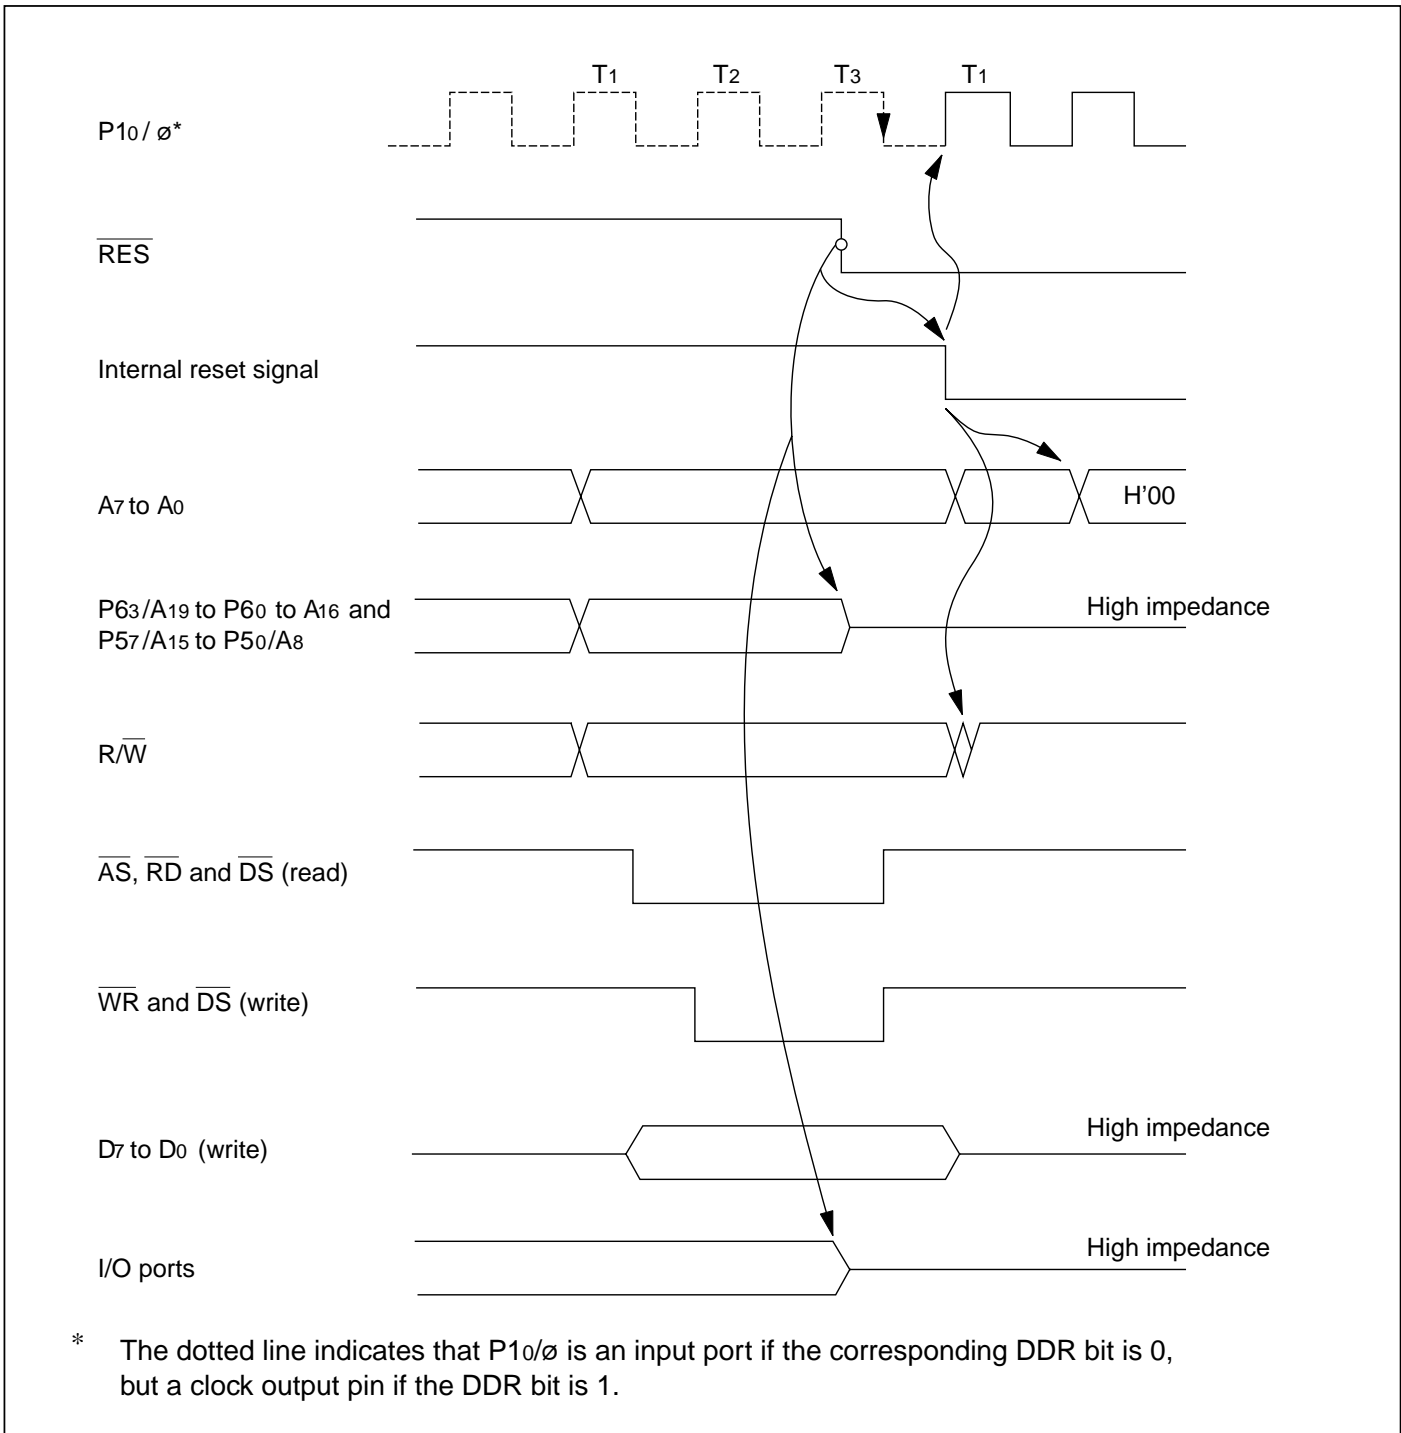 T1 T2 T3 T1
P10 / ø*
RES
Internal reset signal
A7 to A0
H'00
P63/A19 to P60 to A16 and
P57/A15 to P50/A8
High impedance
R/W
AS, RD and DS (read)
WR and DS (write)
D7 to D0 (write)
High impedance
I/O ports
High impedance
* The dotted line indicates that P10/ø is an input port if the corresponding DDR bit is 0,
but a clock output pin if the DDR bit is 1.